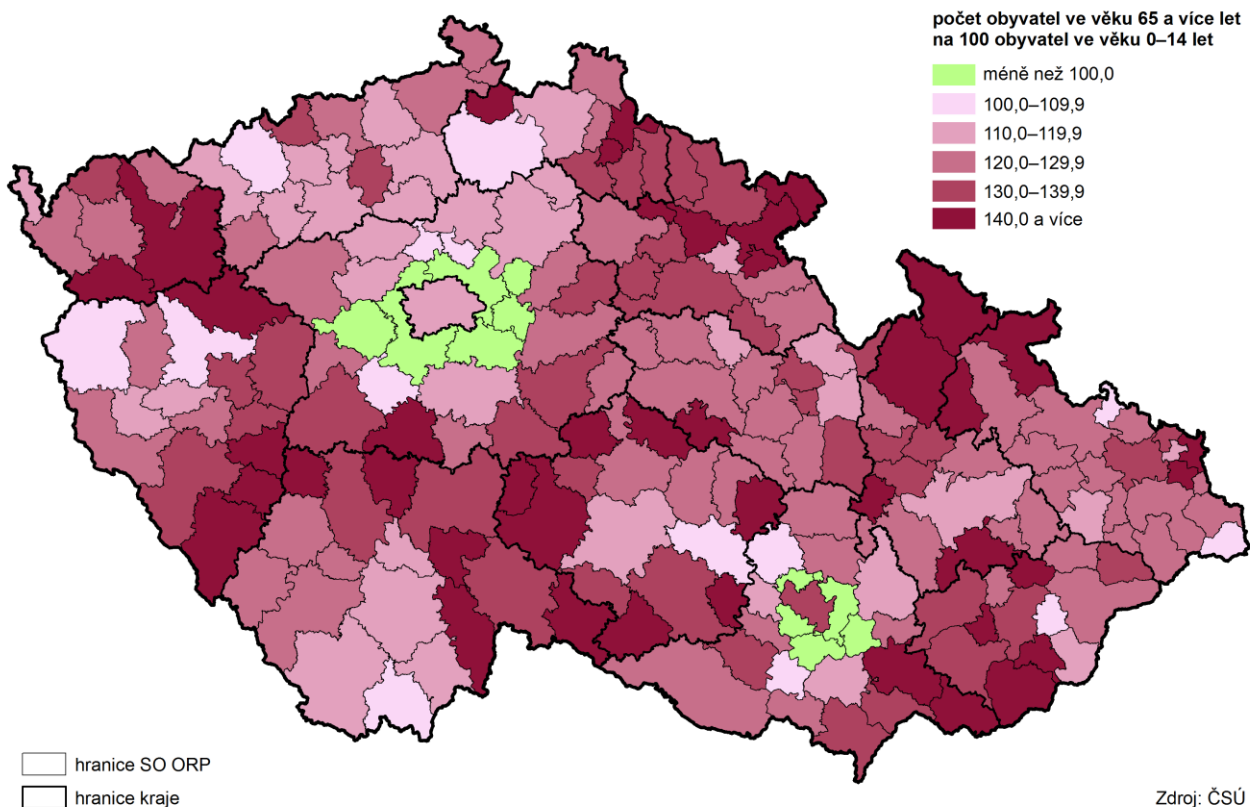 počet obyvatel ve věku 65 a více let
na 100 obyvatel ve věku 0–14 let
méně než 100,0
100,0–109,9
110,0–119,9
120,0–129,9
130,0–139,9
140,0 a více
hranice SO ORP
hranice kraje
Zdroj: ČSÚ